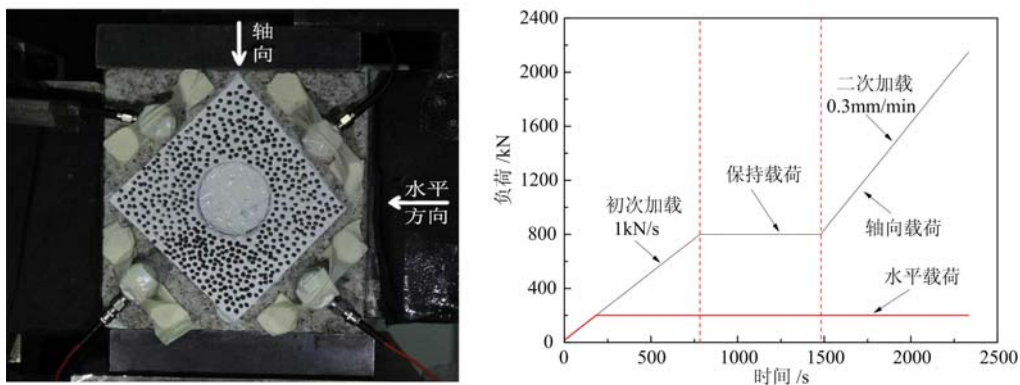 轴
向
水平
方向
2400
2000
1600
1200
800
400
0
负荷 /kN
初次加载
1kN/s
保持载荷
二次加载
0.3mm/min
轴向载荷
水平载荷
0
500
1000
1500
2000
2500
时间 /s